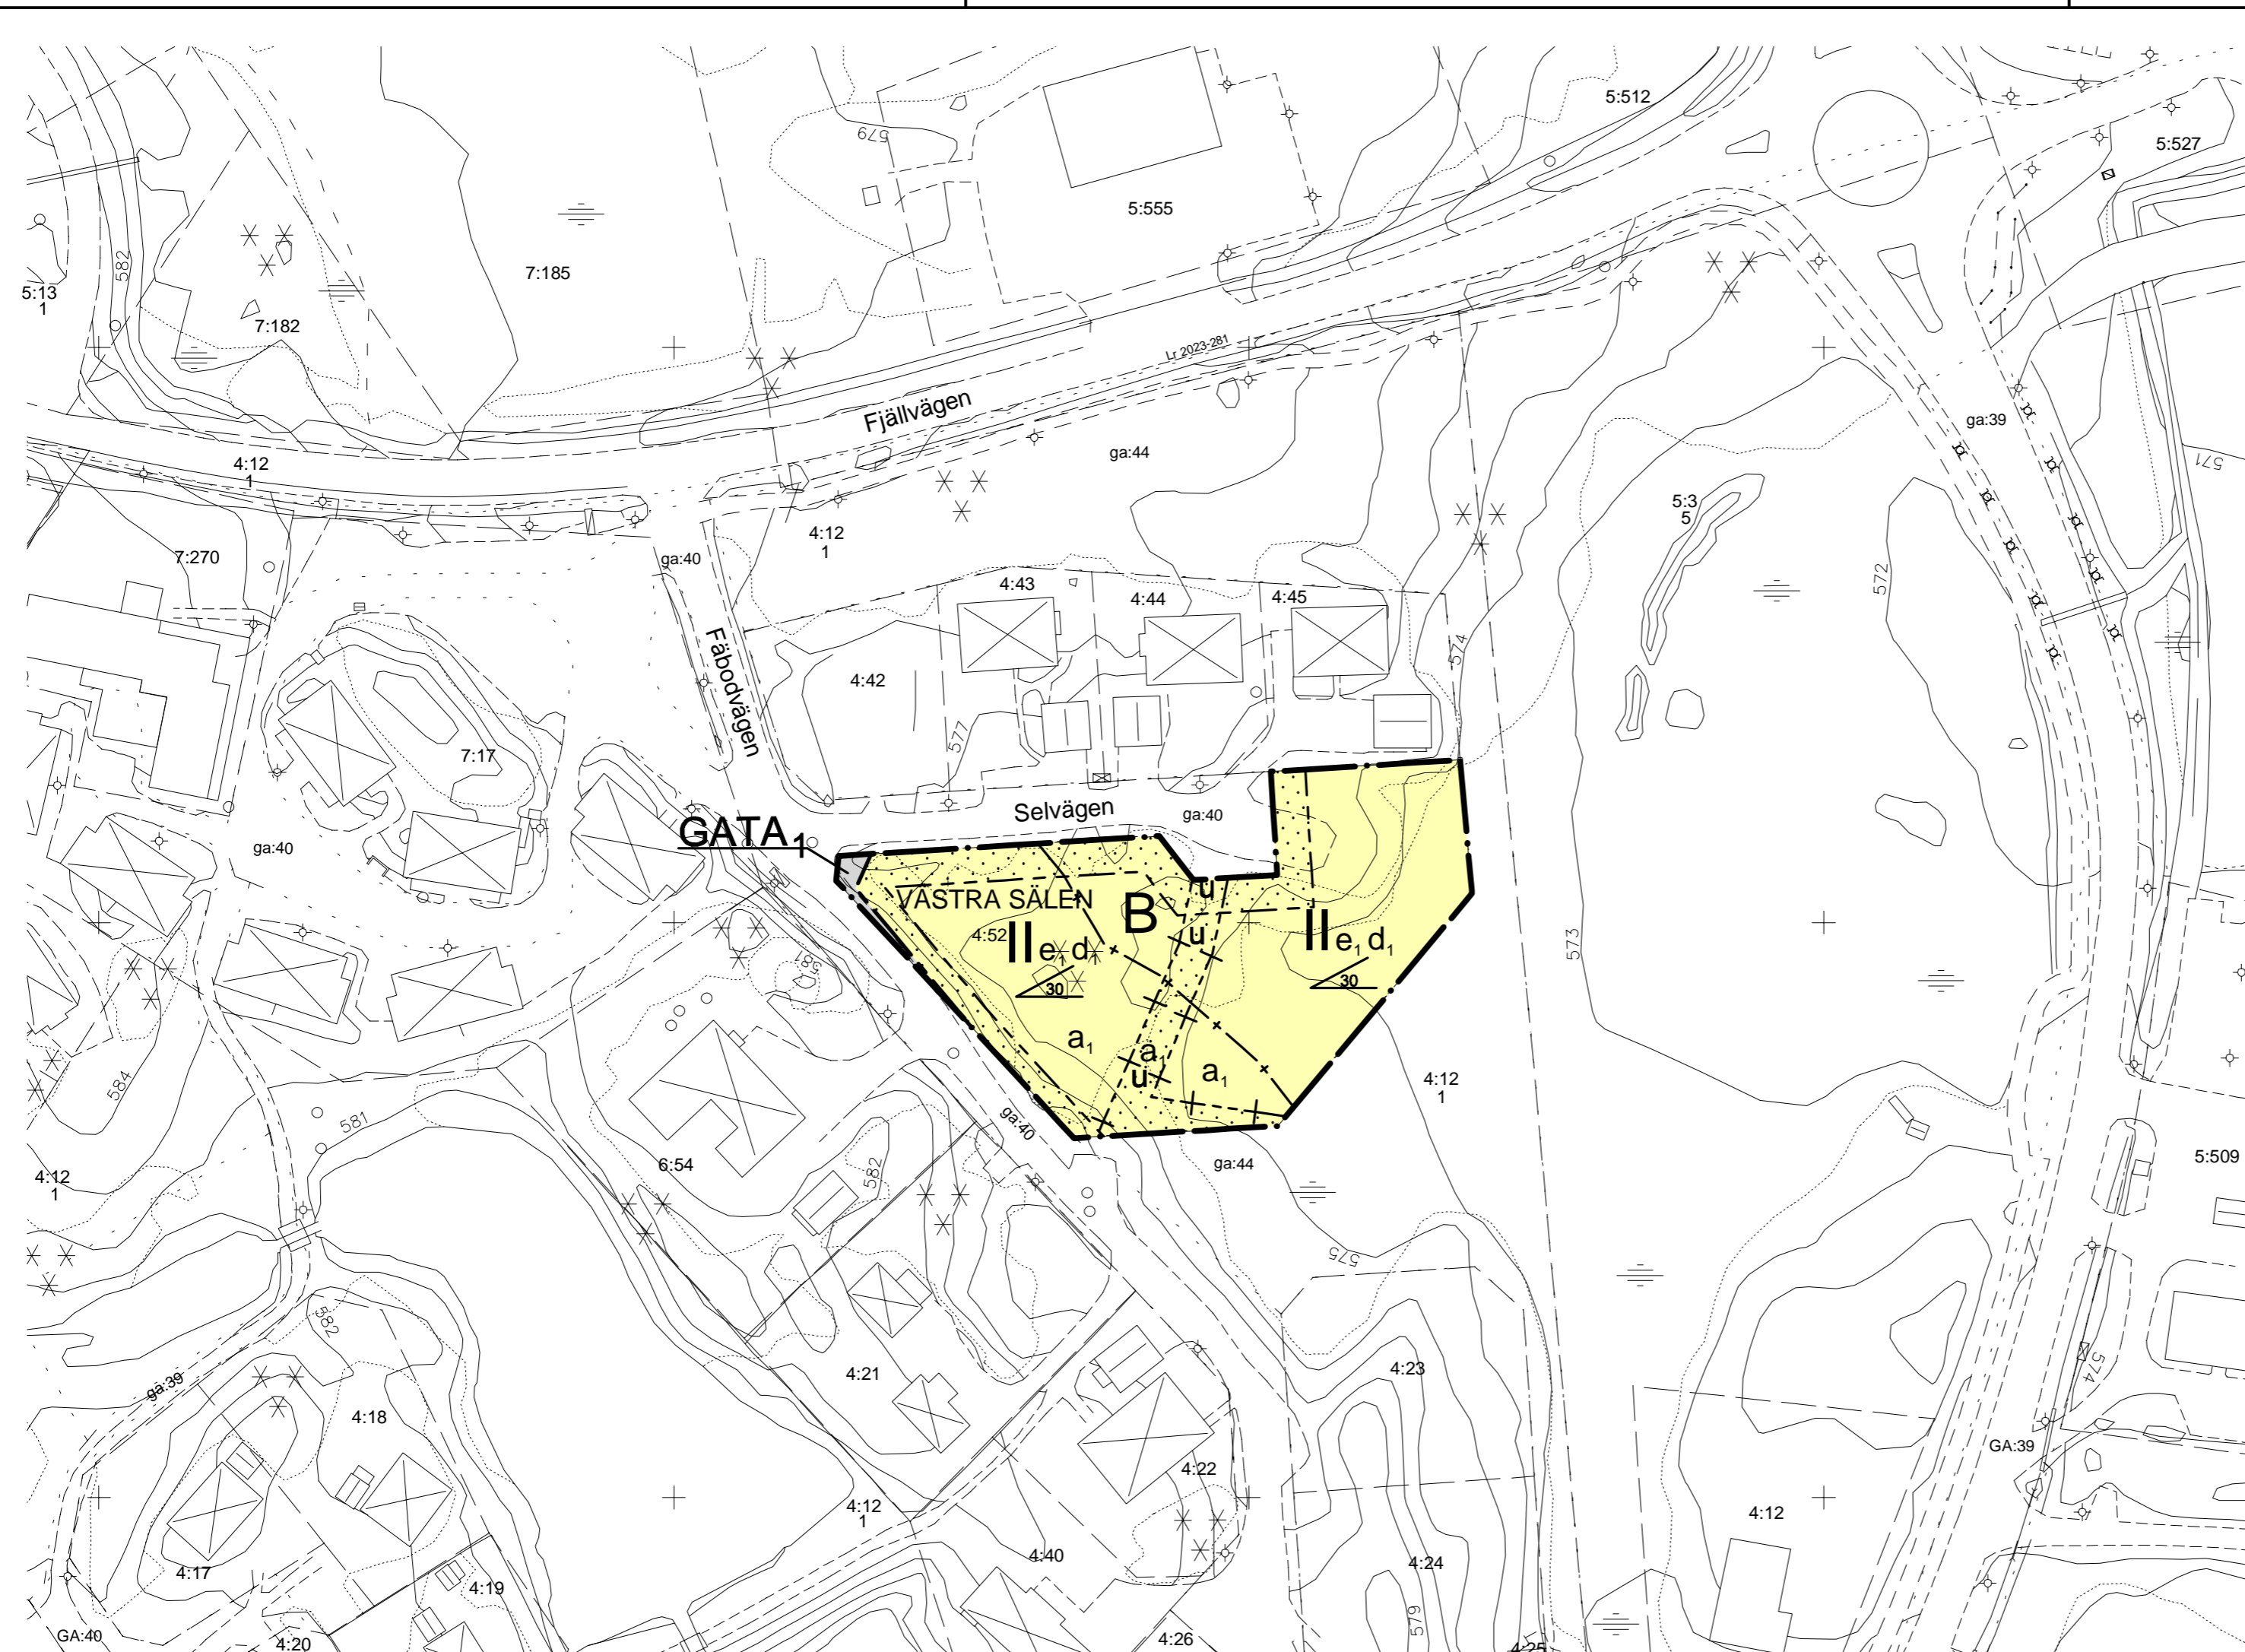 5:512
579
5:527
5:555
582
7:185
5:13
1
7:182
Lr 2023-281
Fjällvägen
ga:39
ga:44
4:12
1
571
5:3
5
4:12
1
7:270
ga:40
4:43
4:44
4:45
572
Fäbodvägen
574
4:42
577
7:17
Selvägen
ga:40
GATA1
ga:40
u
VÄSTRA SÄLEN
B
4:52
II e1 d1
u
II e1 d1
573
581
30
30
a1
a1
u
a1
584
581
ga:40
4:12
1
6:54
582
ga:44
4:12
1
5:509
575
582
4:21
4:23
574
ga:39
4:18
GA:39
4:22
4:12
1
4:12
4:17
4:19
4:40
4:24
579
GA:40
4:20
4:26
4:25